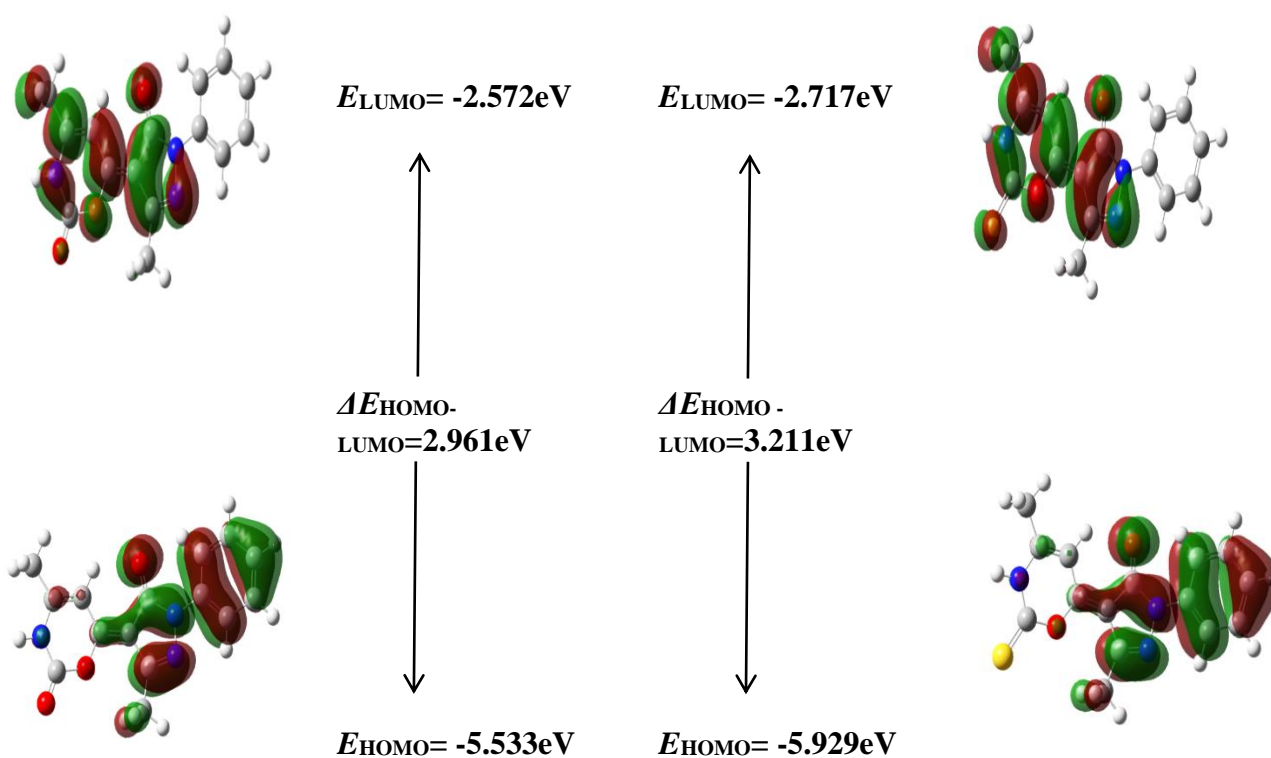 ELUMO= -2.572eV
ELUMO= -2.717eV
ΔEHOMO-
LUMO=2.961eV
ΔEHOMO -
LUMO=3.211eV
EHOMO= -5.533eV
EHOMO= -5.929eV